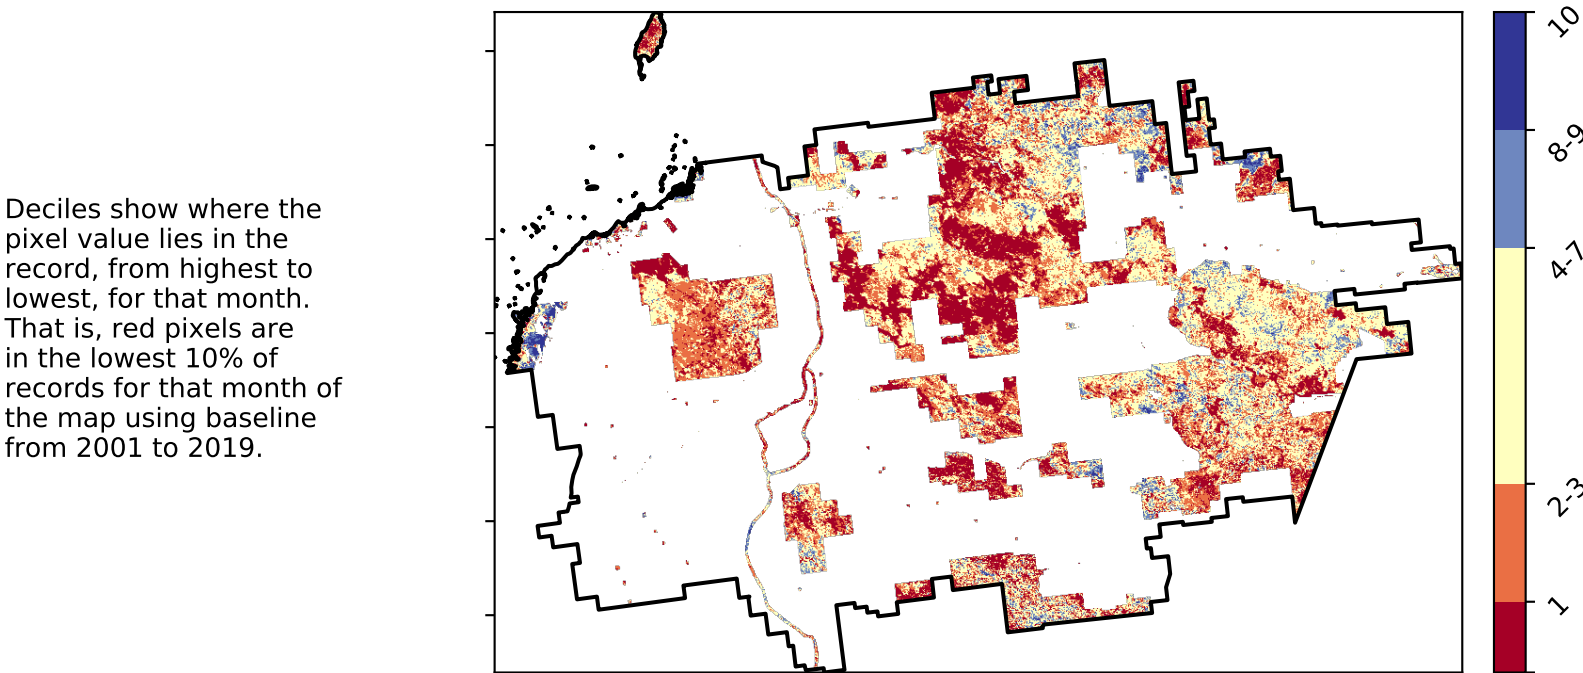 Deciles show where the
pixel value lies in the
record, from highest to
lowest, for that month.
That is, red pixels are
in the lowest 10% of
records for that month of
the map using baseline
from 2001 to 2019.
10
8-9
4-7
2-3
1